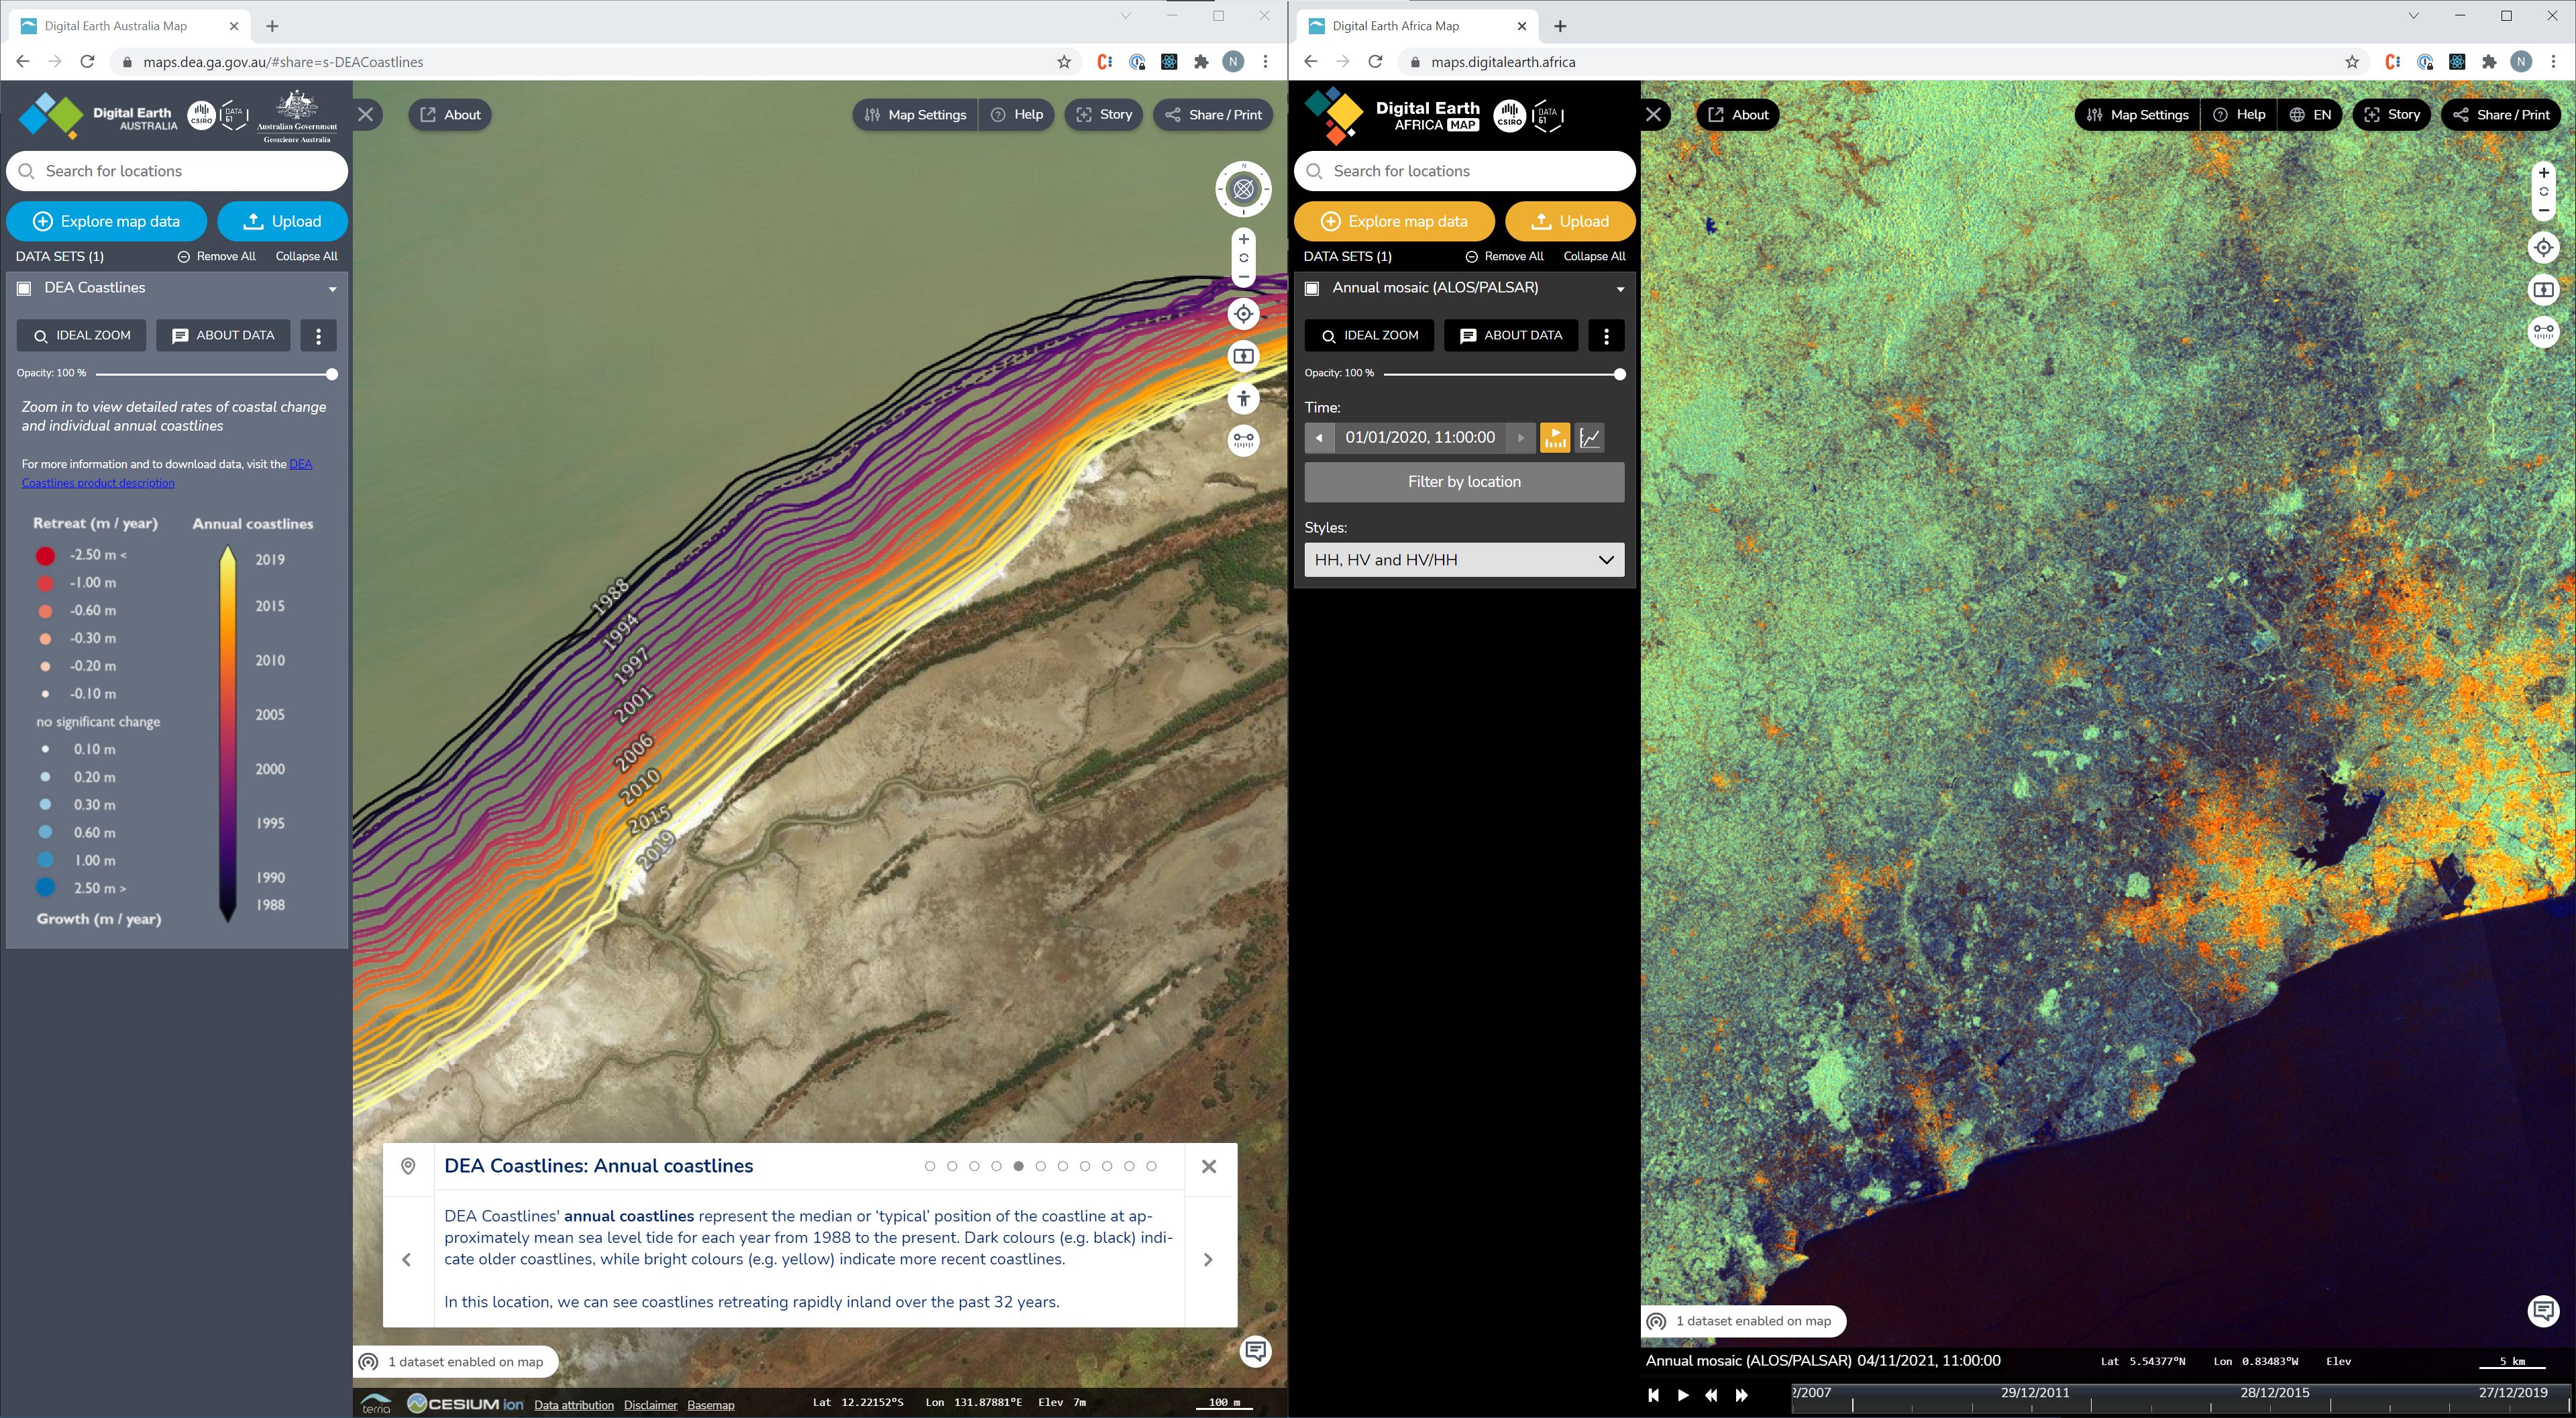 Digital Earth Australia Map
maps.dea.ga.gov.au/#share=s-DEACoastlines
N
Digital Earth
AUSTRALIA
CSIRO
DATA
61
Australian Government
Geoscience Australia
About
Map Settings
Help
Story
Share / Print
Search for locations
Explore map data
Upload
DATA SETS (1)
Remove All
Collapse All
DEA Coastlines
IDEAL ZOOM
ABOUT DATA
Opacity: 100 %
Zoom in to view detailed rates of coastal change
and individual annual coastlines
For more information and to download data, visit the DEA
Coastlines product description
Retreat (m / year)
-2.50 m <
-1.00 m
-0.60 m
-0.30 m
-0.20 m
-0.10 m
no significant change
0.10 m
0.20 m
0.30 m
0.60 m
1.00 m
2.50 m >
Growth (m / year)
Annual coastlines
2019
2015
2010
2005
2000
1995
1990
1988
N
1988
1994
1997
2001
2006
2010
2015
2019
DEA Coastlines: Annual coastlines
DEA Coastlines' annual coastlines represent the median or ‘typical’ position of the coastline at ap-
proximately mean sea level tide for each year from 1988 to the present. Dark colours (e.g. black) indi-
cate older coastlines, while bright colours (e.g. yellow) indicate more recent coastlines.
In this location, we can see coastlines retreating rapidly inland over the past 32 years.
1 dataset enabled on map
terria
CESIUM ion
Data attribution
Disclaimer
Basemap
Lat 12.22152°S
Lon 131.87881°E
Elev 7m
100 m
Digital Earth Africa Map
maps.digitalearth.africa
N
Digital Earth
AFRICA MAP
CSIRO
DATA
61
About
Map Settings
Help
EN
Story
Share / Print
Search for locations
Explore map data
Upload
DATA SETS (1)
Remove All
Collapse All
Annual mosaic (ALOS/PALSAR)
IDEAL ZOOM
ABOUT DATA
Opacity: 100 %
Time:
01/01/2020, 11:00:00
Filter by location
Styles:
HH, HV and HV/HH
1 dataset enabled on map
Annual mosaic (ALOS/PALSAR) 04/11/2021, 11:00:00
Lat 5.54377°N
Lon 0.83483°W
Elev
5 km
2/2007
29/12/2011
28/12/2015
27/12/2019